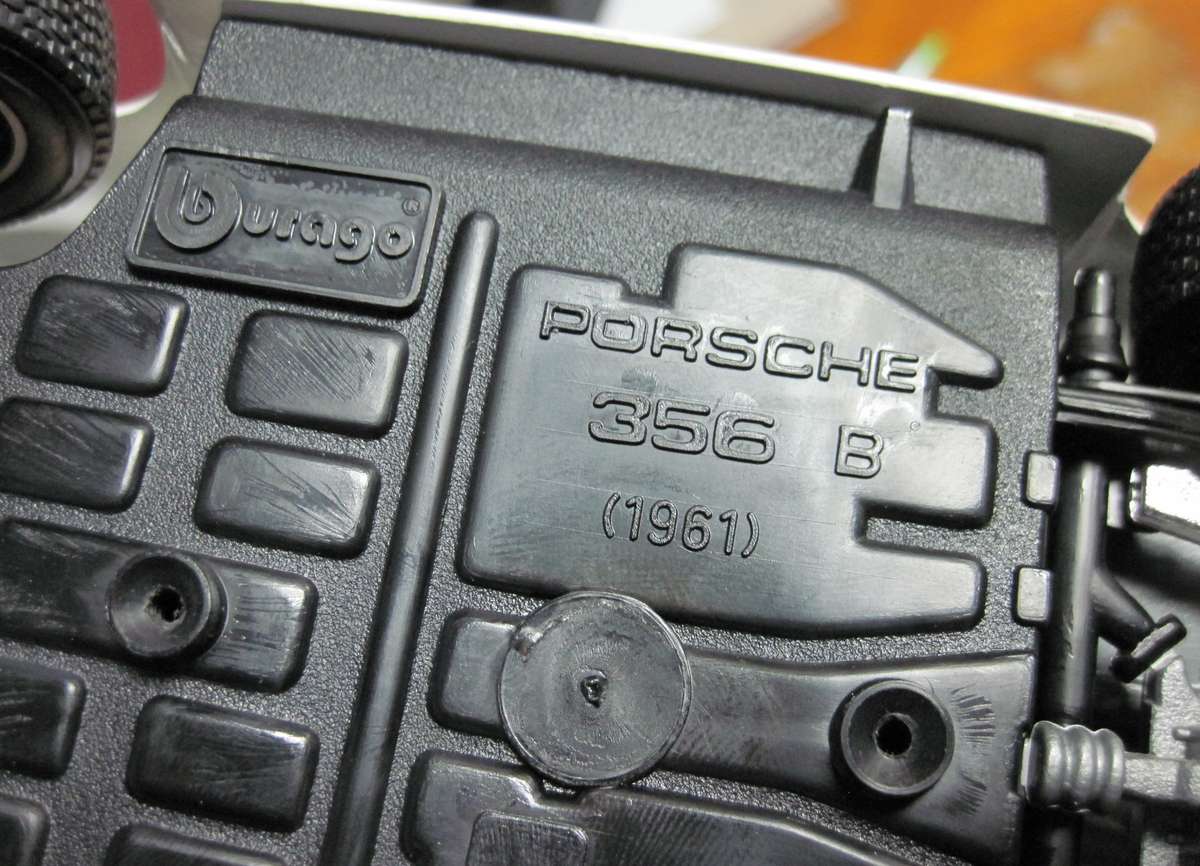 burago ®
PORSCHE
356 B
(1961)